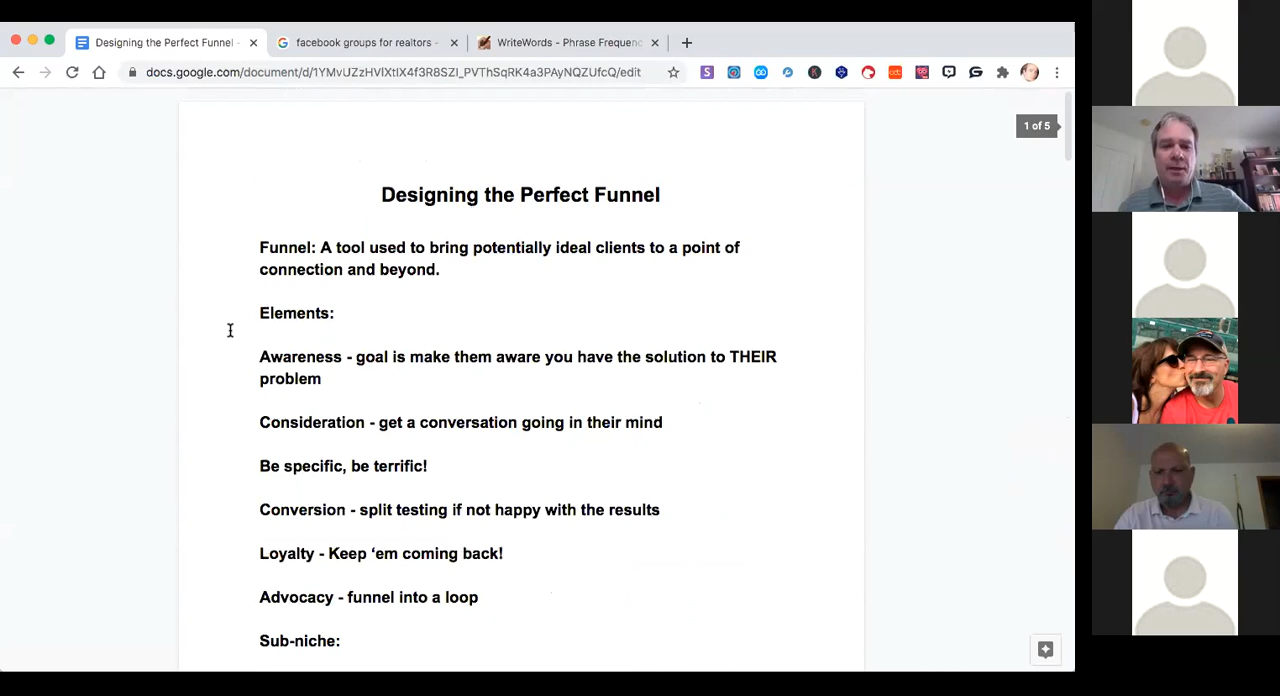 Designing the Perfect Funnel -
facebook groups for realtors -
WriteWords - Phrase Frequenc
docs.google.com/document/d/1YMvUZzHVlXtIX4f3R8SZI_PVThSqRK4a3PAyNQZUfcQ/edit
1 of 5
Designing the Perfect Funnel
Funnel: A tool used to bring potentially ideal clients to a point of
connection and beyond.
Elements:
Awareness - goal is make them aware you have the solution to THEIR
problem
Consideration - get a conversation going in their mind
Be specific, be terrific!
Conversion - split testing if not happy with the results
Loyalty - Keep ‘em coming back!
Advocacy - funnel into a loop
Sub-niche: